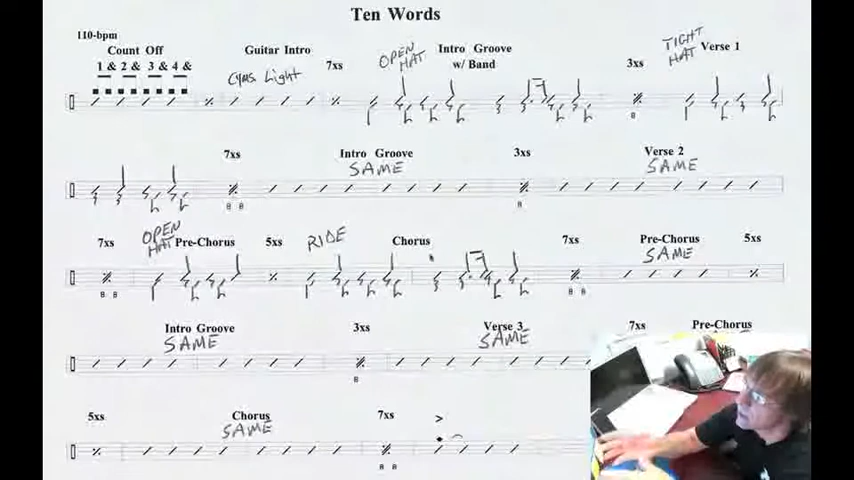 Ten Words
110-bpm
Count Off Guitar Intro 7xs OPEN HAT Intro Groove w/ Band 3xs TIGHT HAT Verse 1
1 & 2 & 3 & 4 & Cyms Light
7xs Intro Groove 3xs Verse 2
SAME SAME
7xs OPEN HAT Pre-Chorus 5xs RIDE Chorus 7xs Pre-Chorus 5xs
SAME
Intro Groove 3xs Verse 3 7xs Pre-Chorus
SAME SAME
5xs Chorus 7xs
SAME